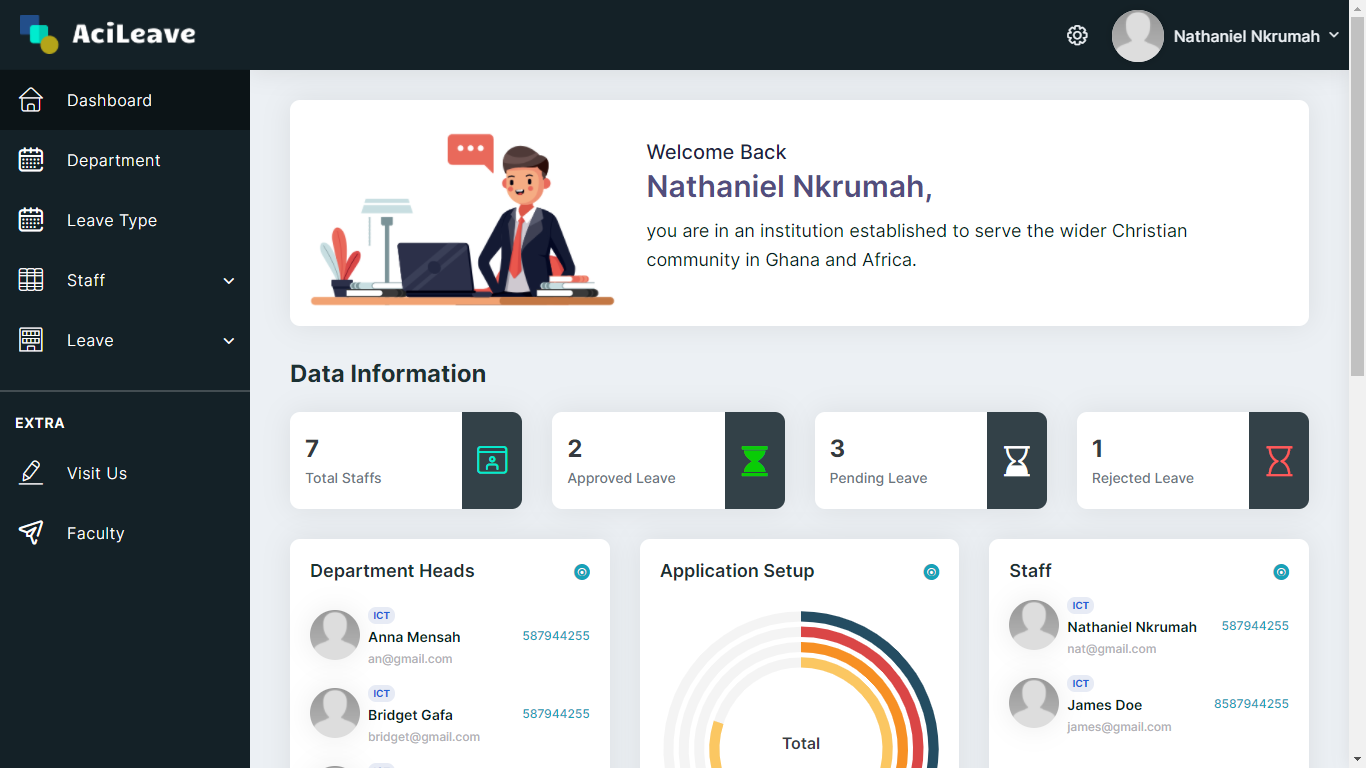 AciLeave
Nathaniel Nkrumah
Dashboard
Department
Leave Type
Staff
Leave
EXTRA
Visit Us
Faculty
Welcome Back
Nathaniel Nkrumah,
you are in an institution established to serve the wider Christian
community in Ghana and Africa.
Data Information
7
Total Staffs
2
Approved Leave
3
Pending Leave
1
Rejected Leave
Department Heads
ICT
Anna Mensah
587944255
an@gmail.com
ICT
Bridget Gafa
587944255
bridget@gmail.com
Application Setup
Total
Staff
ICT
Nathaniel Nkrumah
587944255
nat@gmail.com
ICT
James Doe
8587944255
james@gmail.com